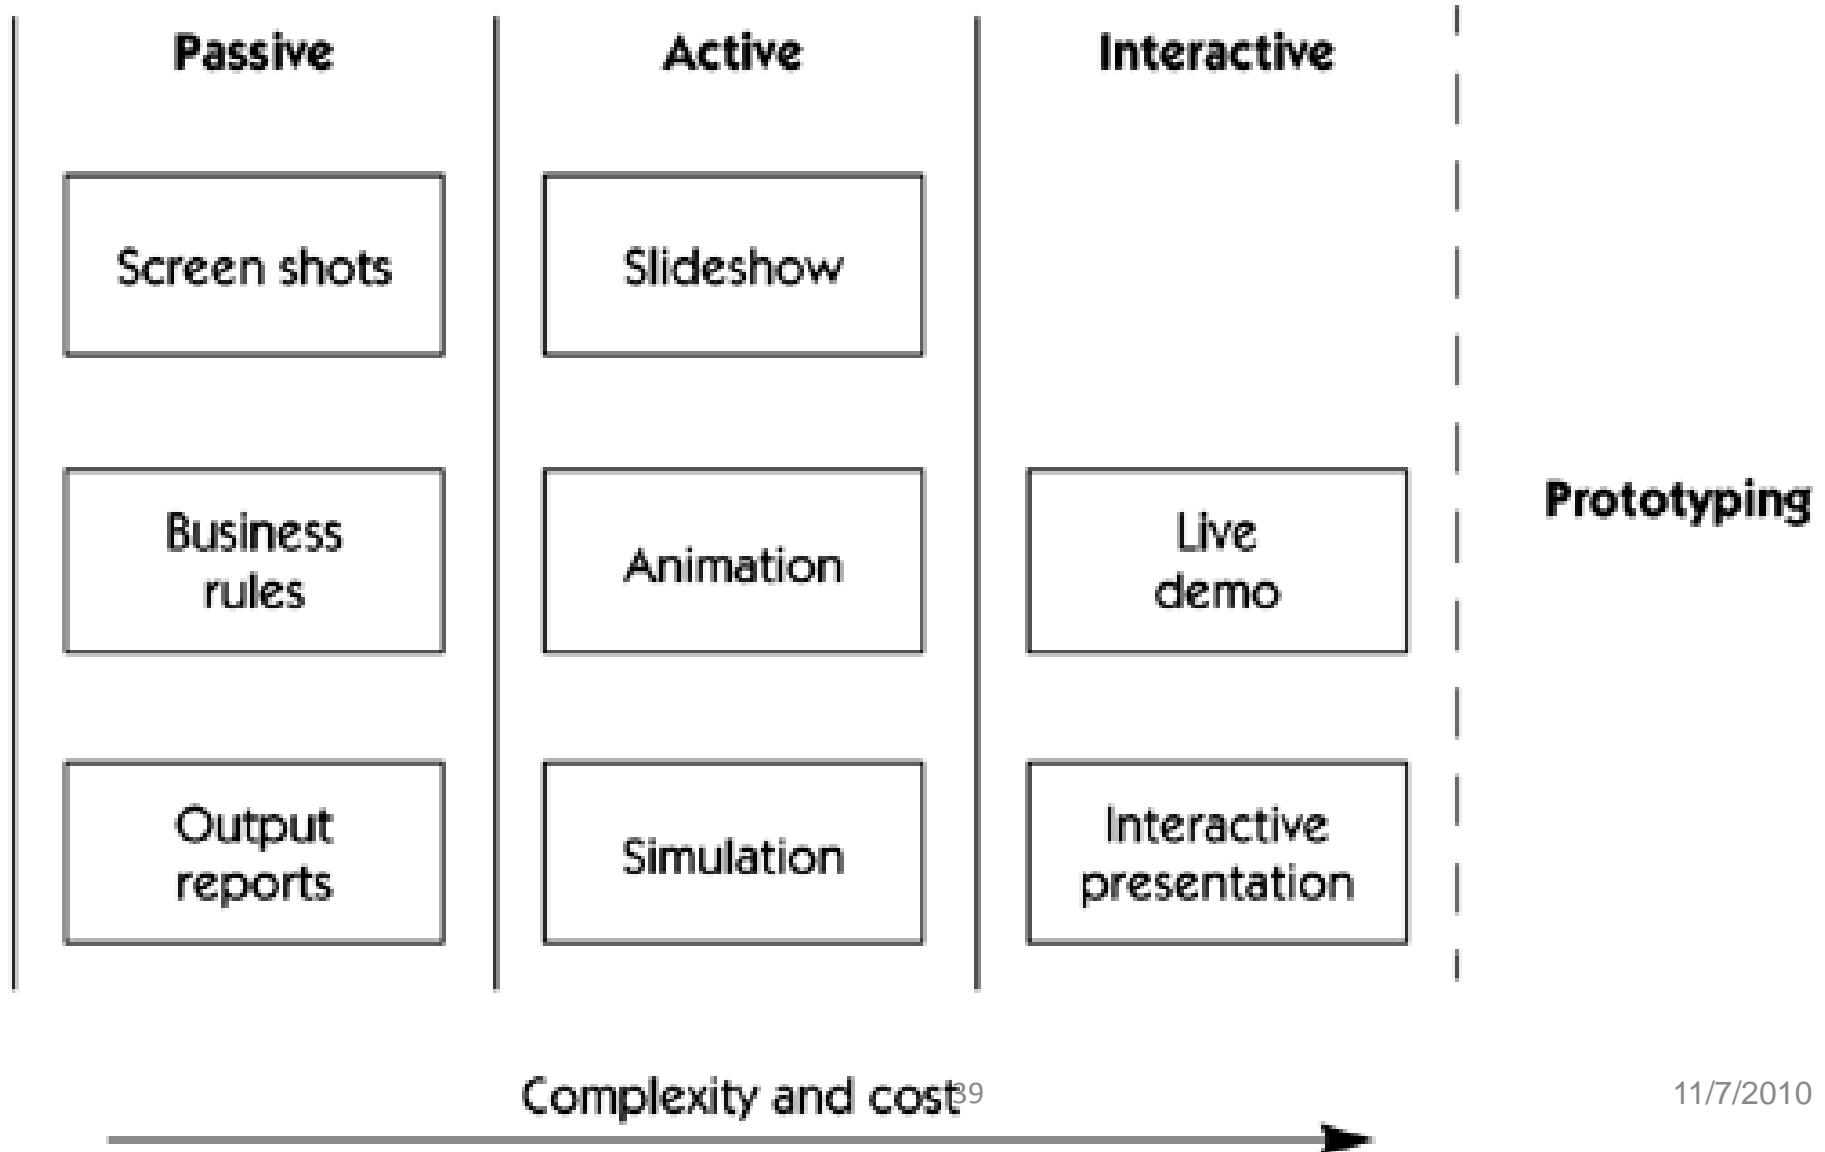 Passive
Active
Interactive
Screen shots
Slideshow
Business
rules
Animation
Live
demo
Prototyping
Output
reports
Simulation
Interactive
presentation
Complexity and cost
39
11/7/2010